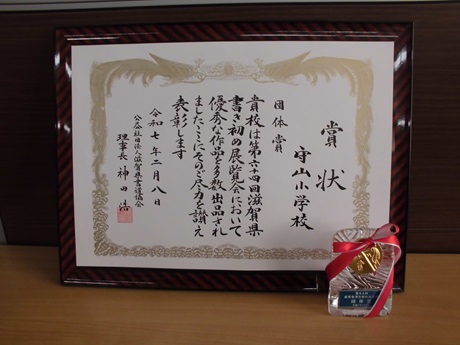 賞状
守山小学校
団体賞
貴校は第六十四回滋賀県
書き初め展覧会において
優秀な作品を多数出品され
ましたここにそのご尽力を讃え
表彰します
令和七年二月八日
公益社団法人滋賀県書道協会
理事長 神田浩